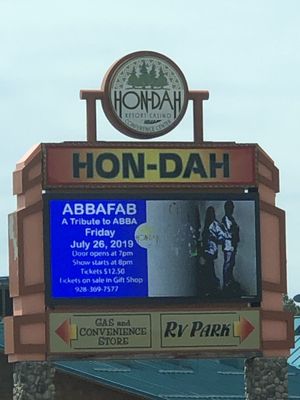 HON-DAH
RESORT CASINO
CONFERENCE CENTER
HON-DAH
ABBAFAB
A Tribute to ABBA
Friday
July 26, 2019
Door opens at 7pm
Show starts at 8pm
Tickets $12.50
Tickets on sale in Gift Shop
928-369-7577
HON-DAH
GAS and
CONVENIENCE
STORE
RV PARK